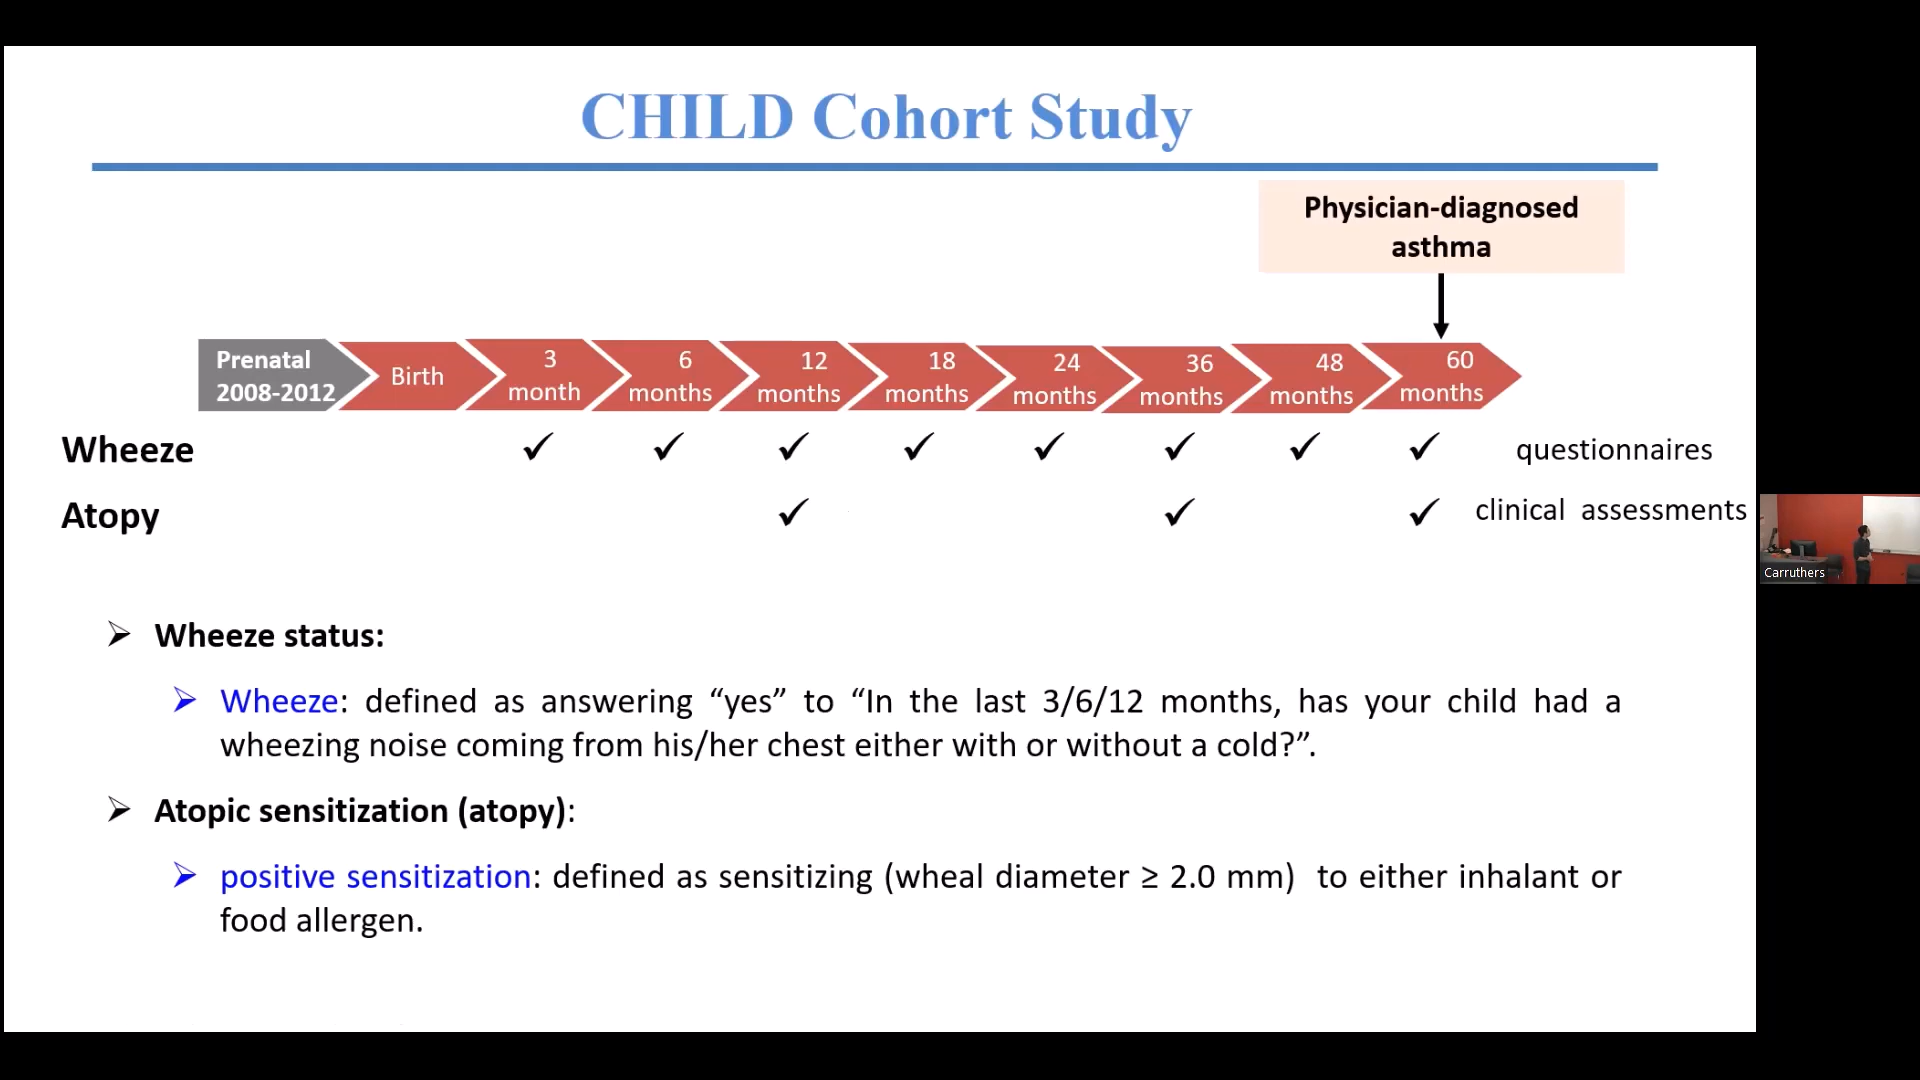 CHILD Cohort Study
Physician-diagnosed
asthma
Prenatal
2008-2012
Birth
3
month
6
months
12
months
18
months
24
months
36
months
48
months
60
months
Wheeze ✓ ✓ ✓ ✓ ✓ ✓ ✓ ✓ questionnaires
Atopy ✓ ✓ ✓ clinical assessments
Carruthers
➢ Wheeze status:
➢ Wheeze: defined as answering “yes” to “In the last 3/6/12 months, has your child had a
wheezing noise coming from his/her chest either with or without a cold?”.
➢ Atopic sensitization (atopy):
➢ positive sensitization: defined as sensitizing (wheal diameter ≥ 2.0 mm) to either inhalant or
food allergen.